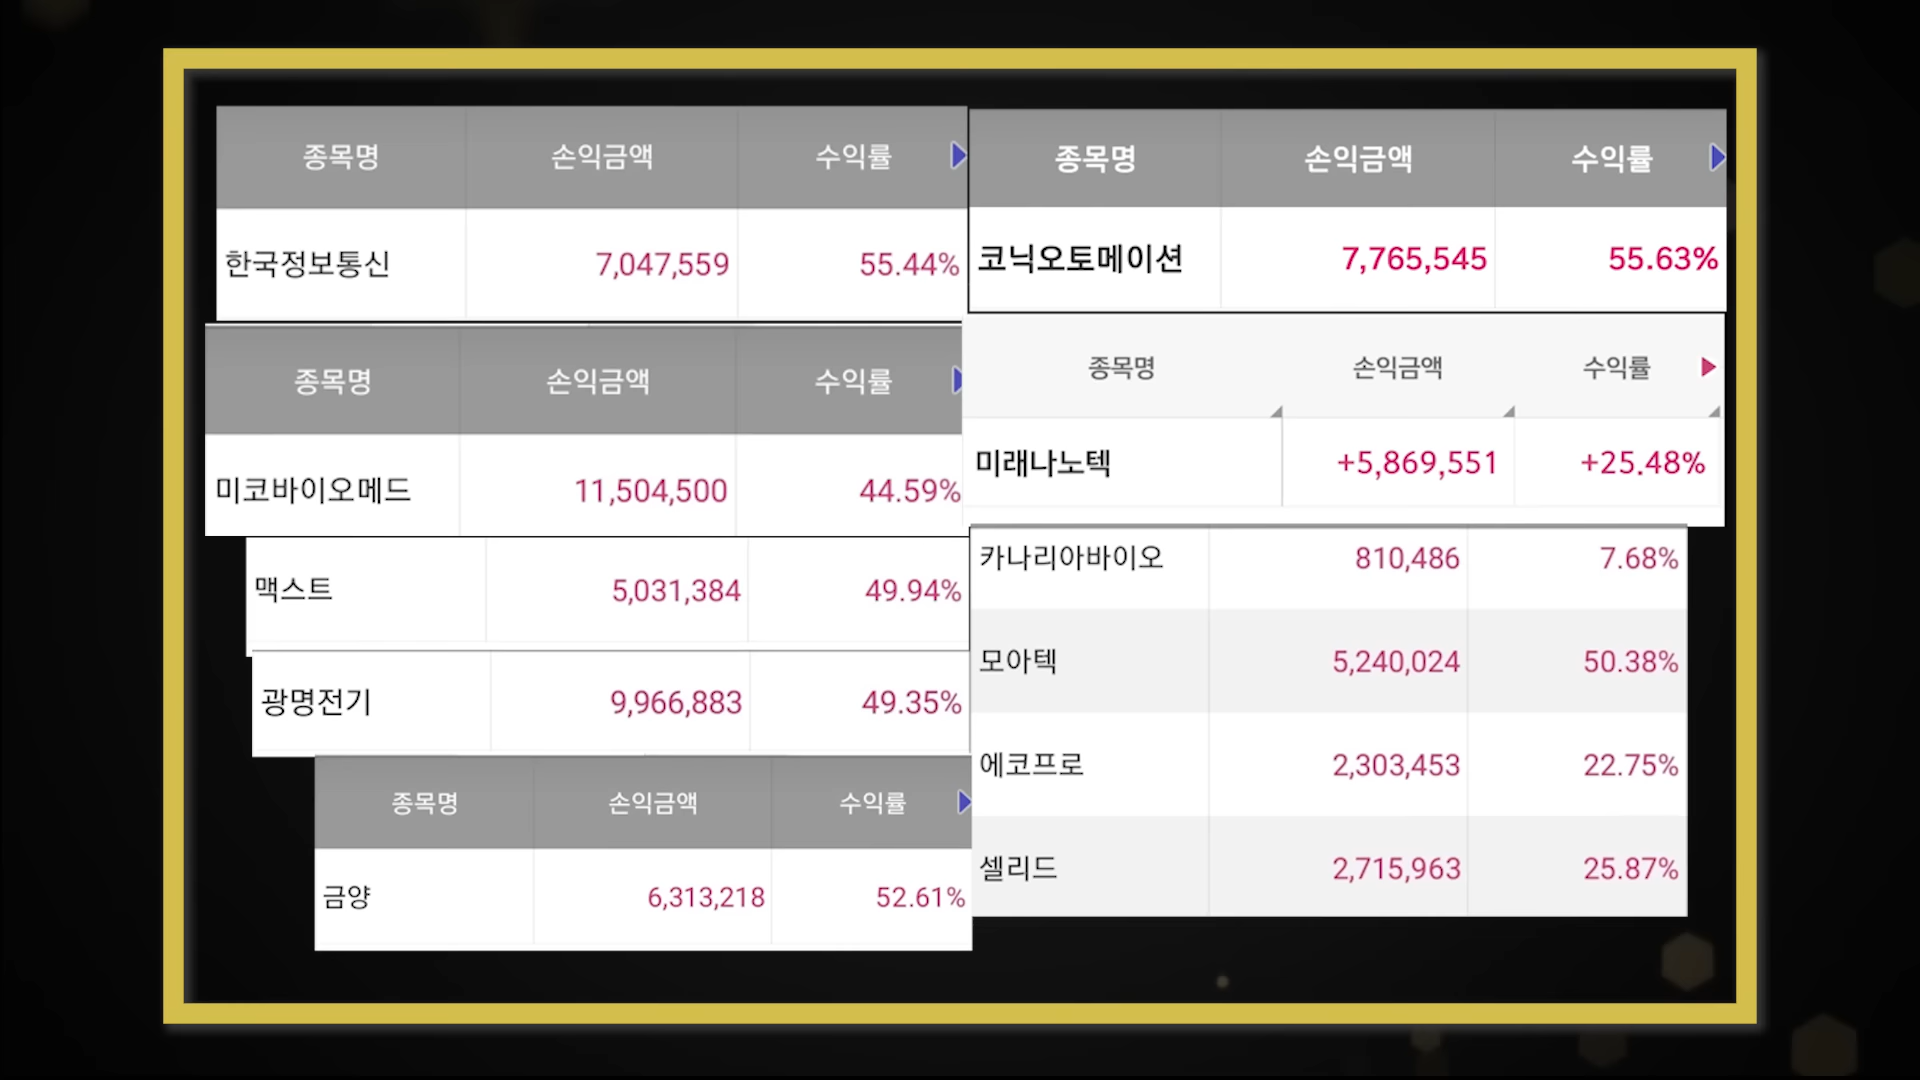 종목명 손익금액 수익률
한국정보통신 7,047,559 55.44%
종목명 손익금액 수익률
미코바이오메드 11,504,500 44.59%
맥스트 5,031,384 49.94%
광명전기 9,966,883 49.35%
종목명 손익금액 수익률
금양 6,313,218 52.61%
종목명 손익금액 수익률
코닉오토메이션 7,765,545 55.63%
종목명 손익금액 수익률
미래나노텍 +5,869,551 +25.48%
카나리아바이오 810,486 7.68%
모아텍 5,240,024 50.38%
에코프로 2,303,453 22.75%
셀리드 2,715,963 25.87%